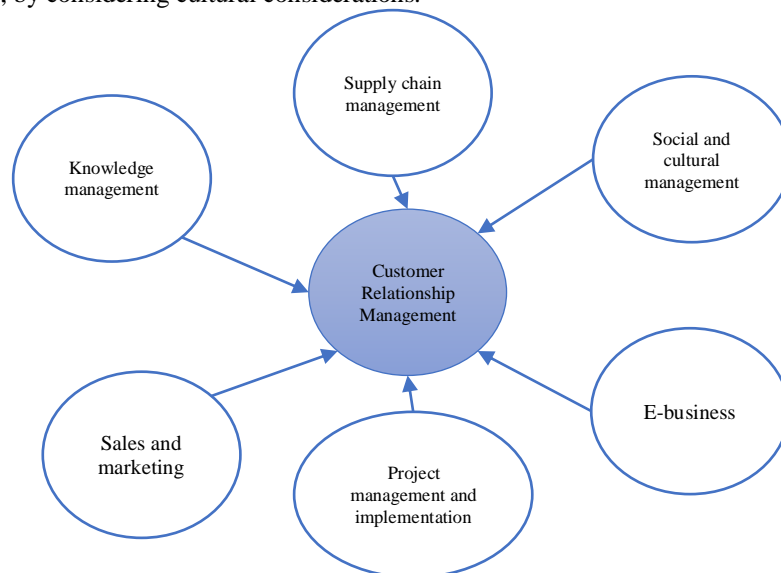 , by considering cultural considerations.
Supply chain
management
Social and
cultural
management
Knowledge
management
Customer
Relationship
Management
E-business
Sales and
marketing
Project
management and
implementation